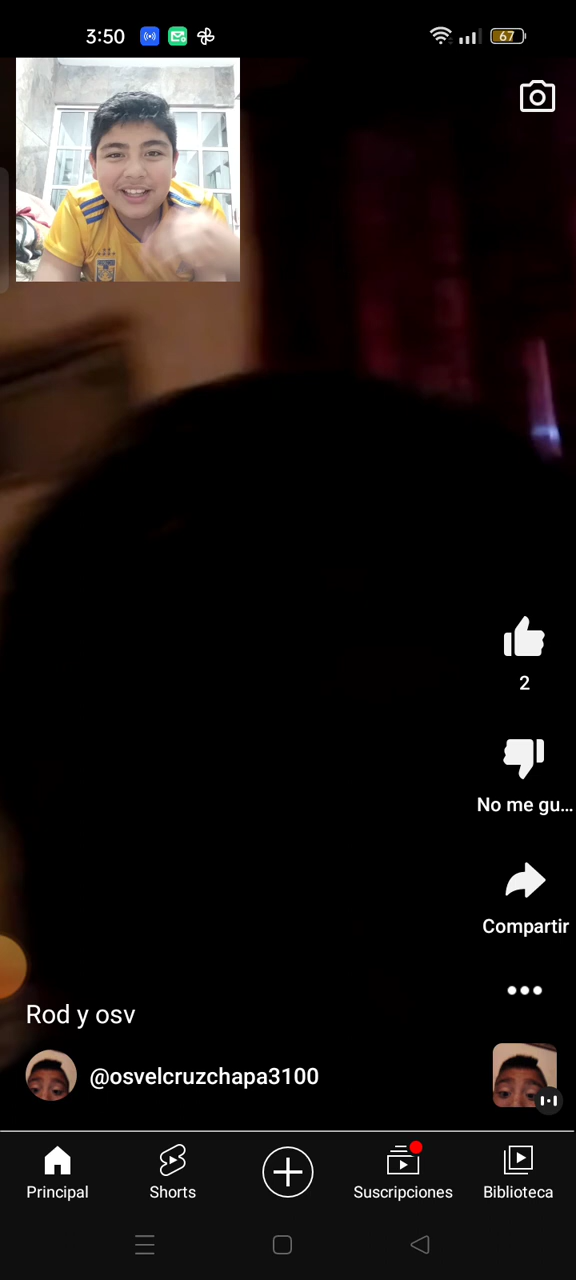 3:50
67
2
No me gu...
Compartir
Rod y osv
@osvelcruzchapa3100
Principal
Shorts
Suscripciones
Biblioteca